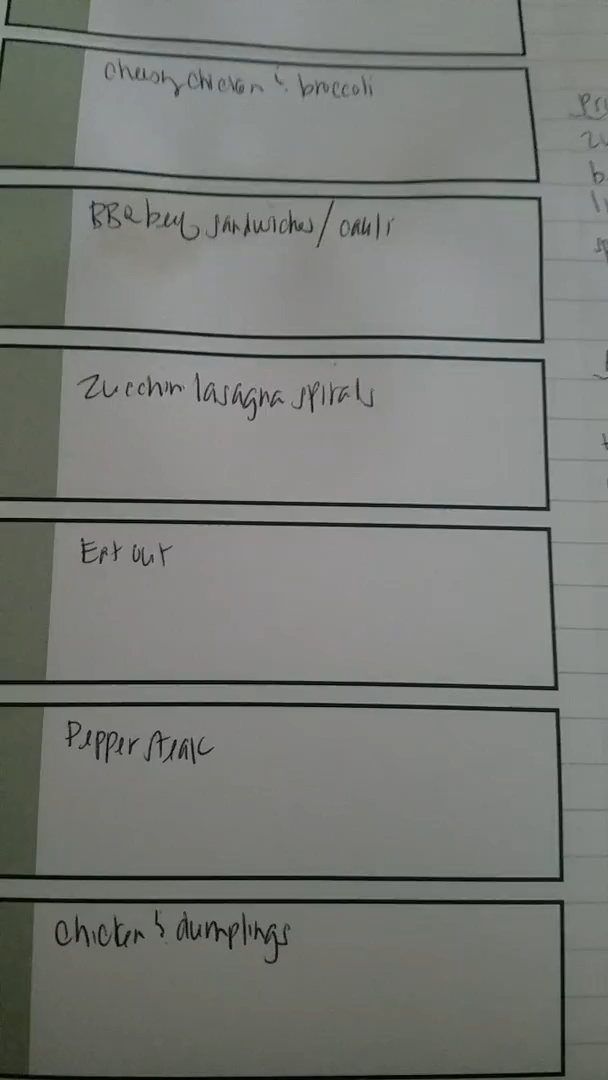 cheesy chicken & broccoli
BBQ beef sandwiches / cauli
Zucchini lasagna spirals
Eat out
Pepper steak
Chicken & dumplings